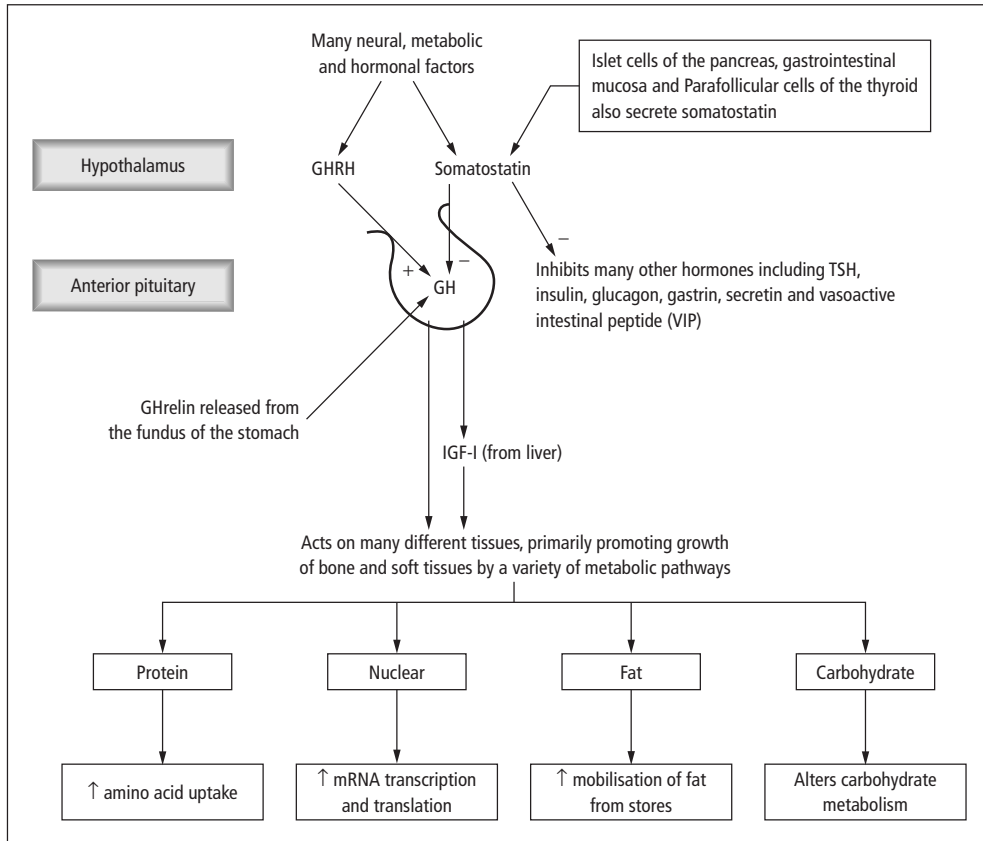 Many neural, metabolic
and hormonal factors
Islet cells of the pancreas, gastrointestinal
mucosa and Parafollicular cells of the thyroid
also secrete somatostatin
Hypothalamus
GHRH
Somatostatin
Anterior pituitary
+
−
GH
−
Inhibits many other hormones including TSH,
insulin, glucagon, gastrin, secretin and vasoactive
intestinal peptide (VIP)
GHrelin released from
the fundus of the stomach
IGF-I (from liver)
Acts on many different tissues, primarily promoting growth
of bone and soft tissues by a variety of metabolic pathways
Protein
Nuclear
Fat
Carbohydrate
↑ amino acid uptake
↑ mRNA transcription
and translation
↑ mobilisation of fat
from stores
Alters carbohydrate
metabolism